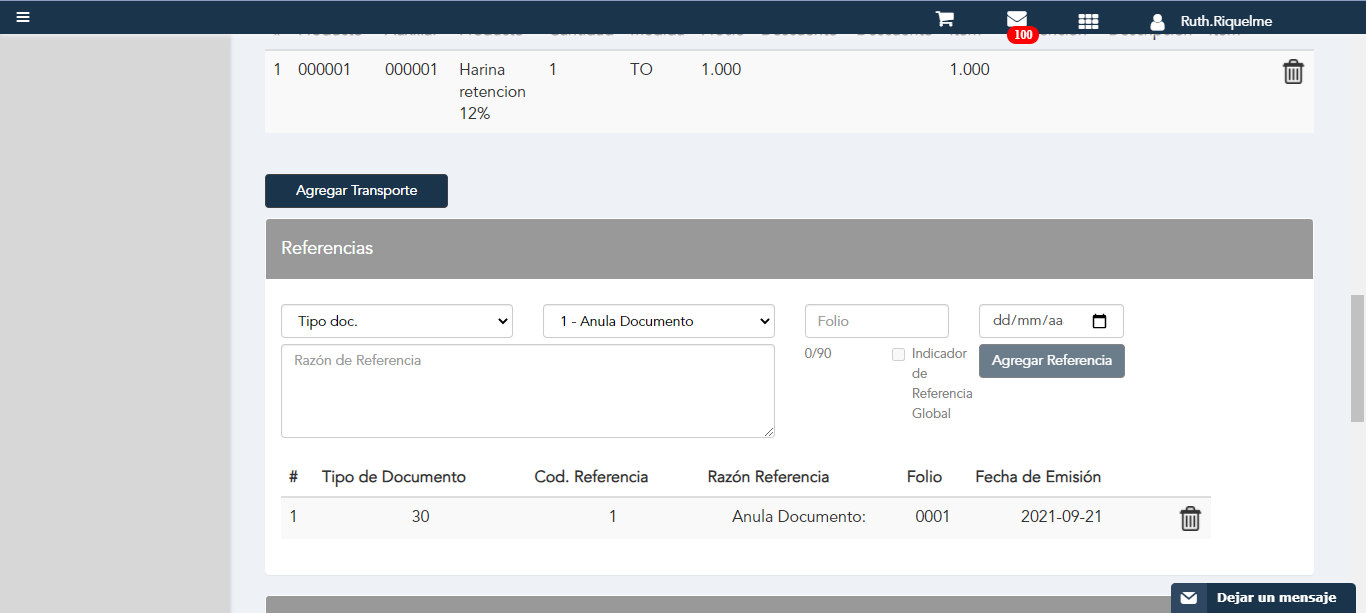 Ruth.Riquelme
100
1 000001 000001 Harina 1 TO 1.000 1.000
retencion
12%
Agregar Transporte
Referencias
Tipo doc. 1 - Anula Documento Folio dd/mm/aa
Razón de Referencia 0/90 Indicador Agregar Referencia
de
Referencia
Global
# Tipo de Documento Cod. Referencia Razón Referencia Folio Fecha de Emisión
1 30 1 Anula Documento: 0001 2021-09-21
Dejar un mensaje